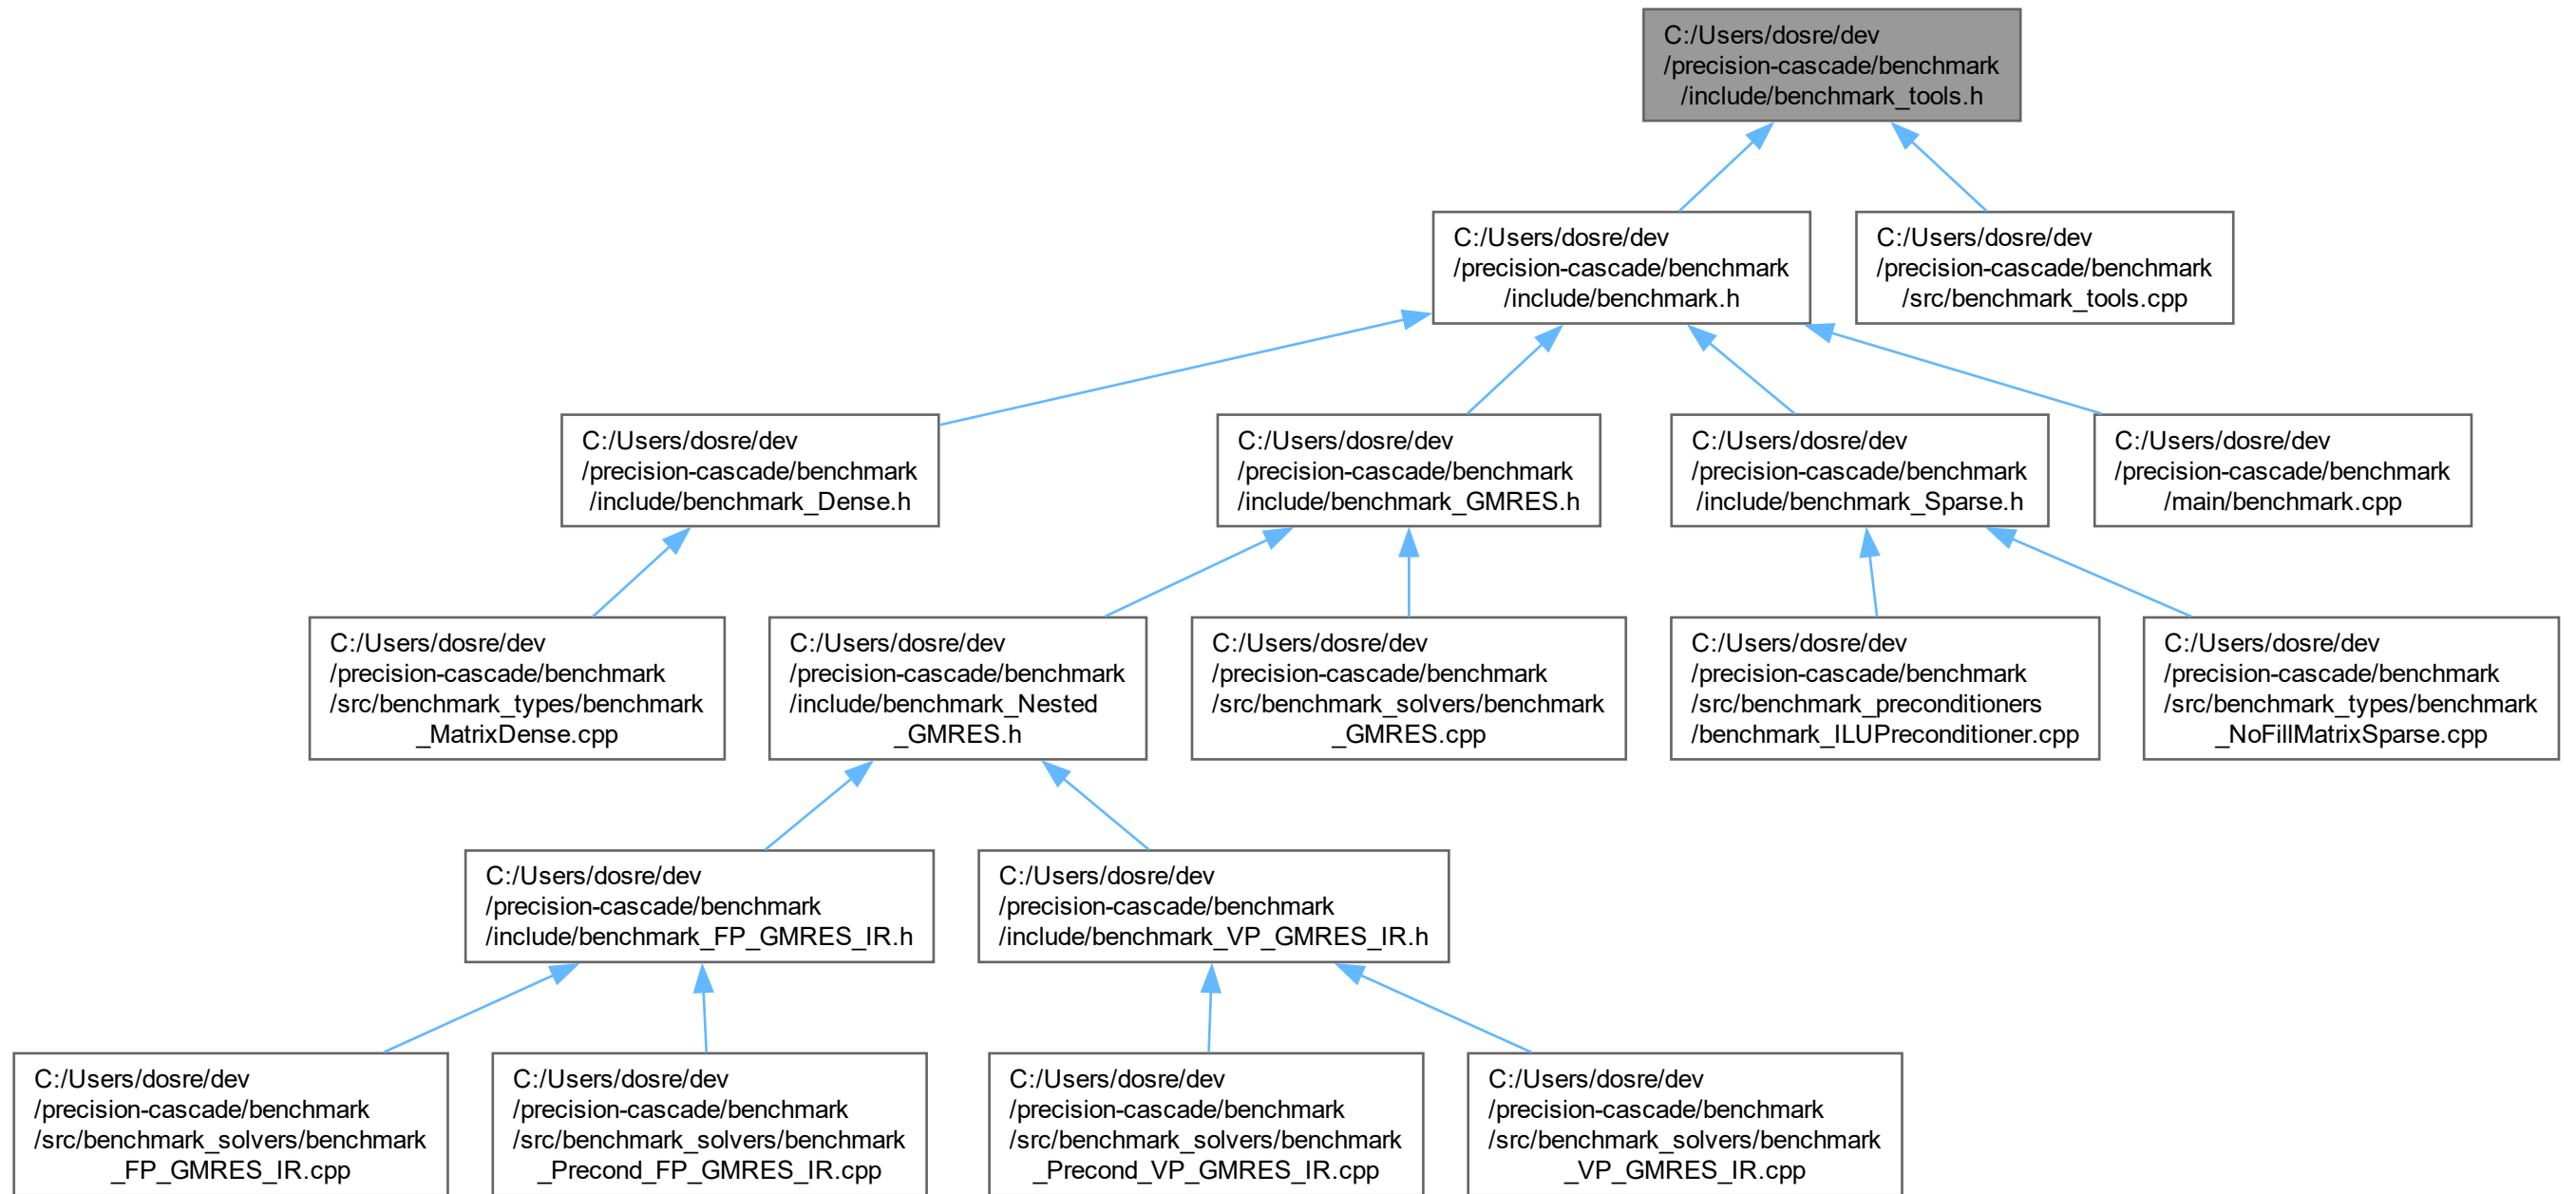 C:/Users/dosre/dev
/precision-cascade/benchmark
/include/benchmark_tools.h
C:/Users/dosre/dev
/precision-cascade/benchmark
/include/benchmark.h
C:/Users/dosre/dev
/precision-cascade/benchmark
/src/benchmark_tools.cpp
C:/Users/dosre/dev
/precision-cascade/benchmark
/include/benchmark_Dense.h
C:/Users/dosre/dev
/precision-cascade/benchmark
/include/benchmark_GMRES.h
C:/Users/dosre/dev
/precision-cascade/benchmark
/include/benchmark_Sparse.h
C:/Users/dosre/dev
/precision-cascade/benchmark
/main/benchmark.cpp
C:/Users/dosre/dev
/precision-cascade/benchmark
/src/benchmark_types/benchmark
_MatrixDense.cpp
C:/Users/dosre/dev
/precision-cascade/benchmark
/include/benchmark_Nested
_GMRES.h
C:/Users/dosre/dev
/precision-cascade/benchmark
/src/benchmark_solvers/benchmark
_GMRES.cpp
C:/Users/dosre/dev
/precision-cascade/benchmark
/src/benchmark_preconditioners
/benchmark_ILUPreconditioner.cpp
C:/Users/dosre/dev
/precision-cascade/benchmark
/src/benchmark_types/benchmark
_NoFillMatrixSparse.cpp
C:/Users/dosre/dev
/precision-cascade/benchmark
/include/benchmark_FP_GMRES_IR.h
C:/Users/dosre/dev
/precision-cascade/benchmark
/include/benchmark_VP_GMRES_IR.h
C:/Users/dosre/dev
/precision-cascade/benchmark
/src/benchmark_solvers/benchmark
_FP_GMRES_IR.cpp
C:/Users/dosre/dev
/precision-cascade/benchmark
/src/benchmark_solvers/benchmark
_Precond_FP_GMRES_IR.cpp
C:/Users/dosre/dev
/precision-cascade/benchmark
/src/benchmark_solvers/benchmark
_Precond_VP_GMRES_IR.cpp
C:/Users/dosre/dev
/precision-cascade/benchmark
/src/benchmark_solvers/benchmark
_VP_GMRES_IR.cpp